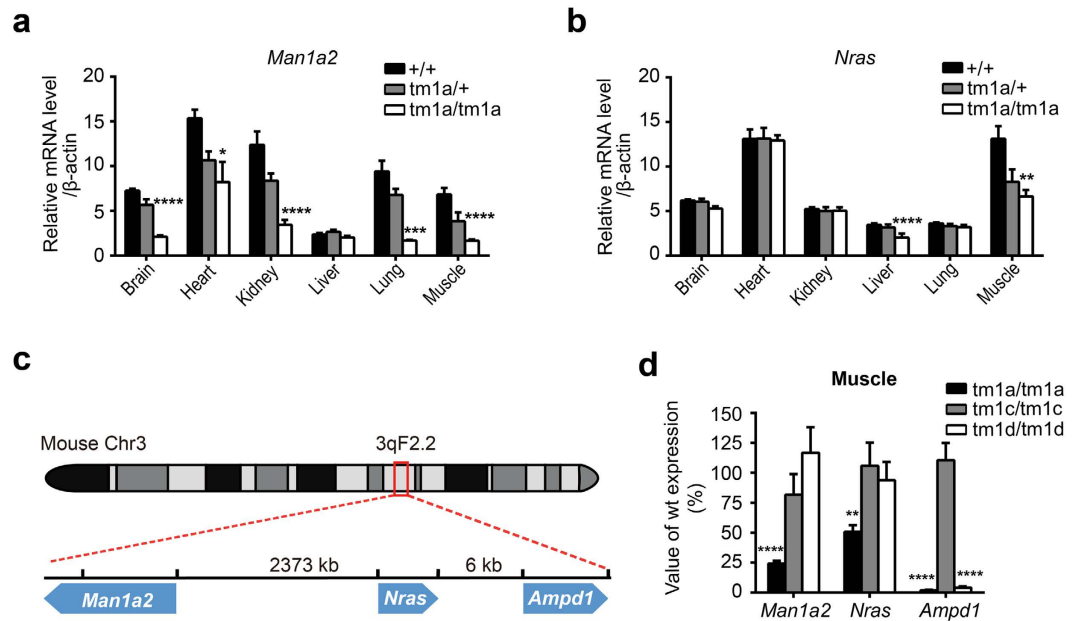 a
Man1a2
+/+
tm1a/+
tm1a/tm1a
Relative mRNA level
/β-actin
20
15
10
5
0
****
*
****
***
****
Brain
Heart
Kidney
Liver
Lung
Muscle
b
Nras
+/+
tm1a/+
tm1a/tm1a
Relative mRNA level
/β-actin
20
15
10
5
0
****
**
Brain
Heart
Kidney
Liver
Lung
Muscle
c
Mouse Chr3
3qF2.2
2373 kb
6 kb
Man1a2
Nras
Ampd1
d
Muscle
tm1a/tm1a
tm1c/tm1c
tm1d/tm1d
Value of wt expression
(%)
150
125
100
75
50
25
0
****
**
****
****
Man1a2
Nras
Ampd1